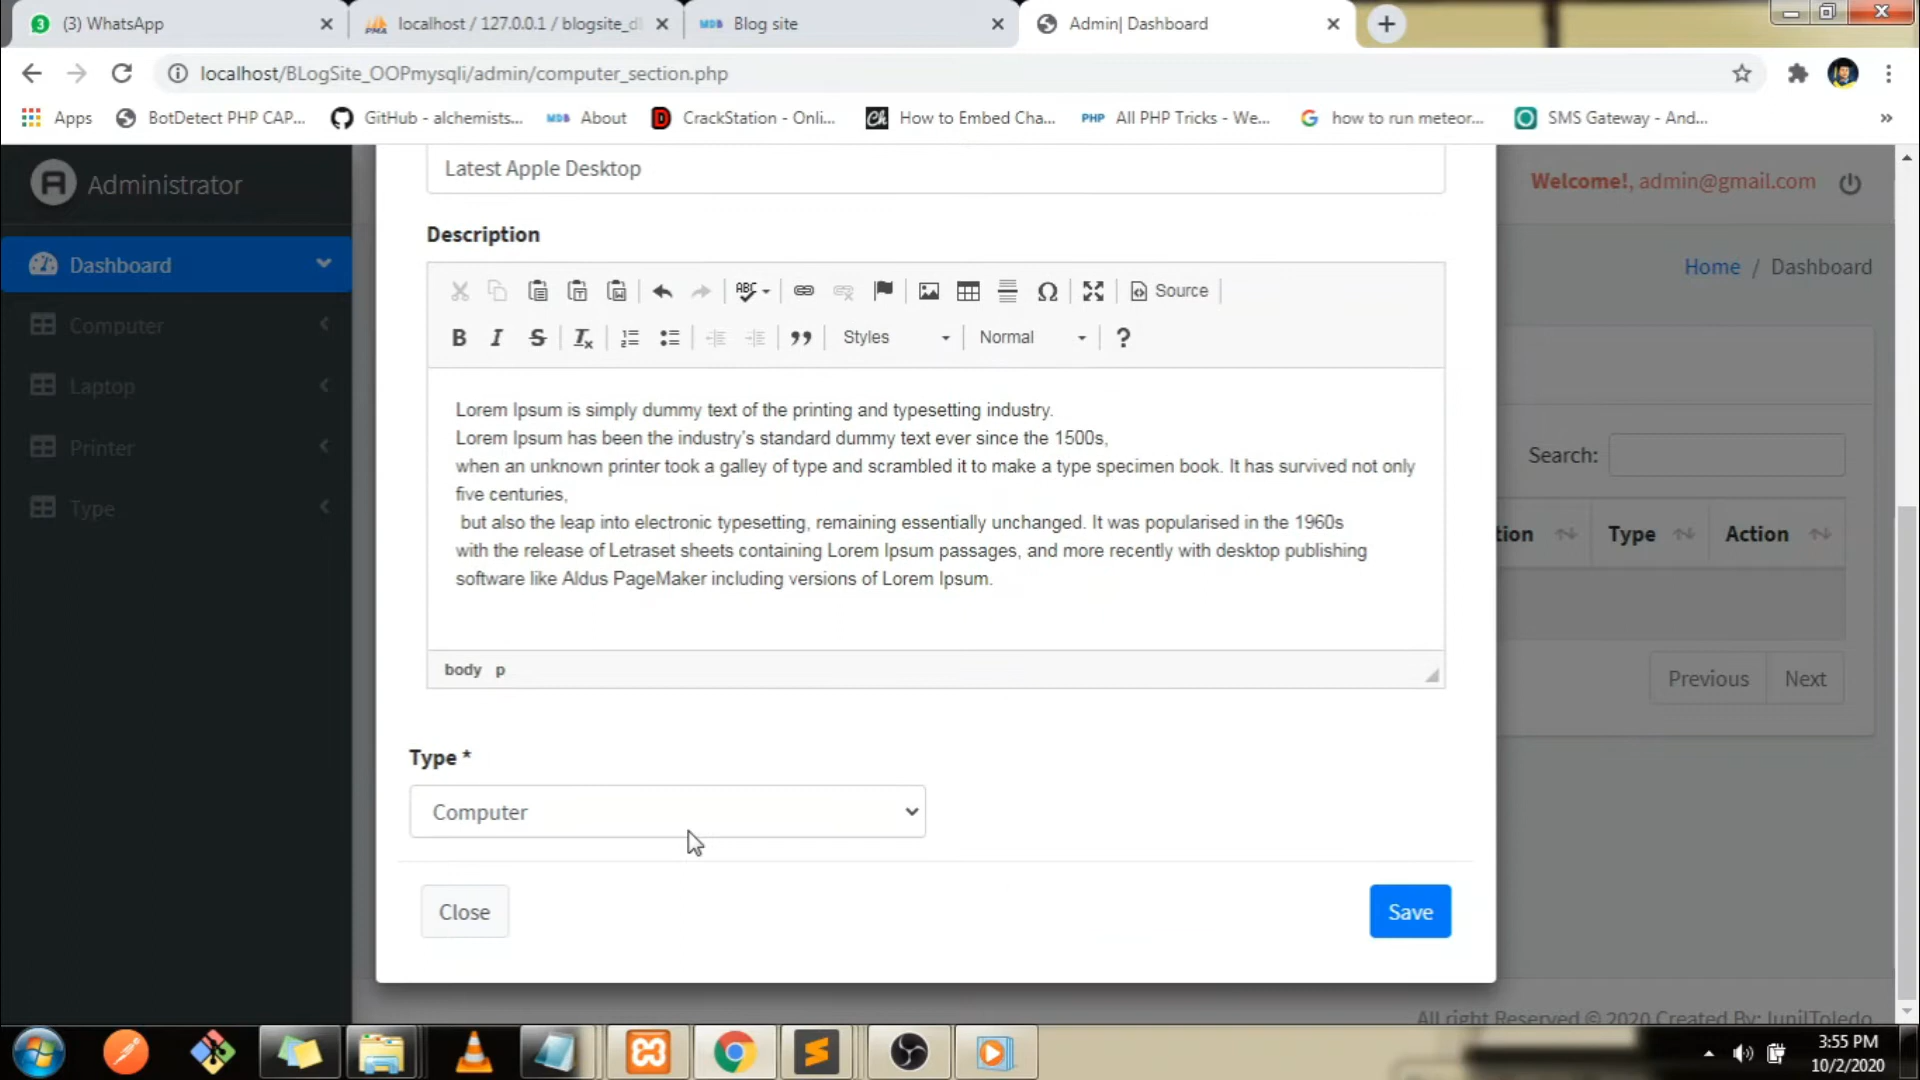 3 (3) WhatsApp
PMA localhost / 127.0.0.1 / blogsite_d
MDB Blog site
Admin| Dashboard
localhost/BLogSite_OOPmysqli/admin/computer_section.php
Apps
BotDetect PHP CAP...
GitHub - alchemists...
MDB About
CrackStation - Onli...
Ch How to Embed Cha...
PHP All PHP Tricks - We...
G how to run meteor...
SMS Gateway - And...
»
Administrator
Dashboard
Computer
Laptop
Printer
Type
Latest Apple Desktop
Description
ABC
Source
B I S Tx
Styles
Normal
?
Lorem Ipsum is simply dummy text of the printing and typesetting industry.
Lorem Ipsum has been the industry's standard dummy text ever since the 1500s,
when an unknown printer took a galley of type and scrambled it to make a type specimen book. It has survived not only
five centuries,
but also the leap into electronic typesetting, remaining essentially unchanged. It was popularised in the 1960s
with the release of Letraset sheets containing Lorem Ipsum passages, and more recently with desktop publishing
software like Aldus PageMaker including versions of Lorem Ipsum.
body p
Type *
Computer
Close
Save
Welcome!, admin@gmail.com
Home / Dashboard
Search:
tion
Type
Action
Previous
Next
All right Reserved © 2020 Created By: JunilToledo
3:55 PM
10/2/2020